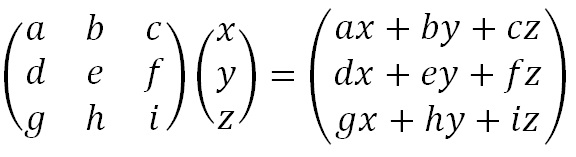 a b c x ax + by + cz
d e f y = dx + ey + fz
g h i z gx + hy + iz